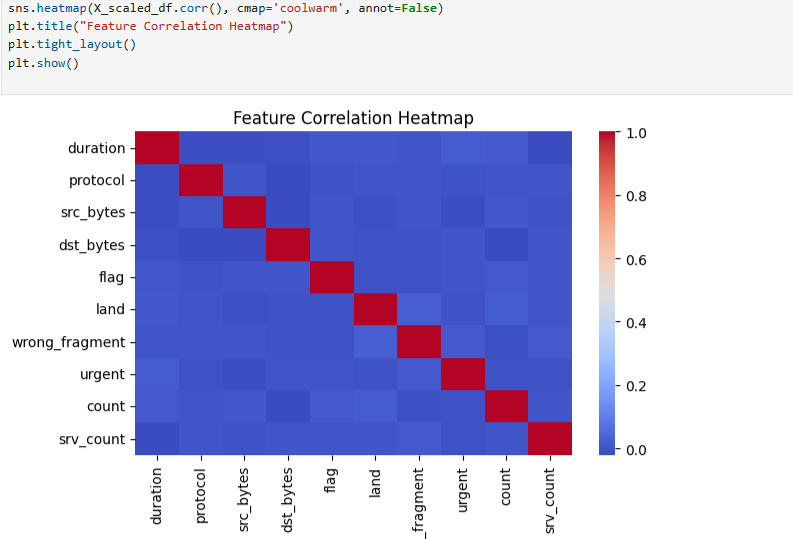 sns.heatmap(X_scaled_df.corr(), cmap='coolwarm', annot=False)
plt.title("Feature Correlation Heatmap")
plt.tight_layout()
plt.show()
Feature Correlation Heatmap
duration
protocol
src_bytes
dst_bytes
flag
land
wrong_fragment
urgent
count
srv_count
1.0
0.8
0.6
0.4
0.2
0.0
duration
protocol
src_bytes
dst_bytes
flag
land
_fragment
urgent
count
srv_count